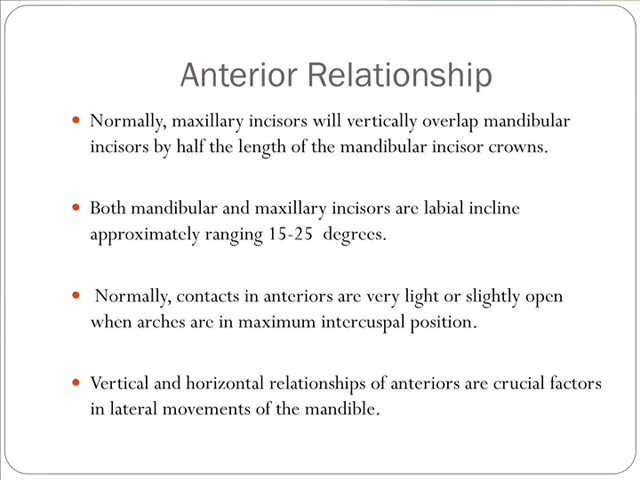 Anterior Relationship
• Normally, maxillary incisors will vertically overlap mandibular
incisors by half the length of the mandibular incisor crowns.
• Both mandibular and maxillary incisors are labial incline
approximately ranging 15-25 degrees.
• Normally, contacts in anteriors are very light or slightly open
when arches are in maximum intercuspal position.
• Vertical and horizontal relationships of anteriors are crucial factors
in lateral movements of the mandible.